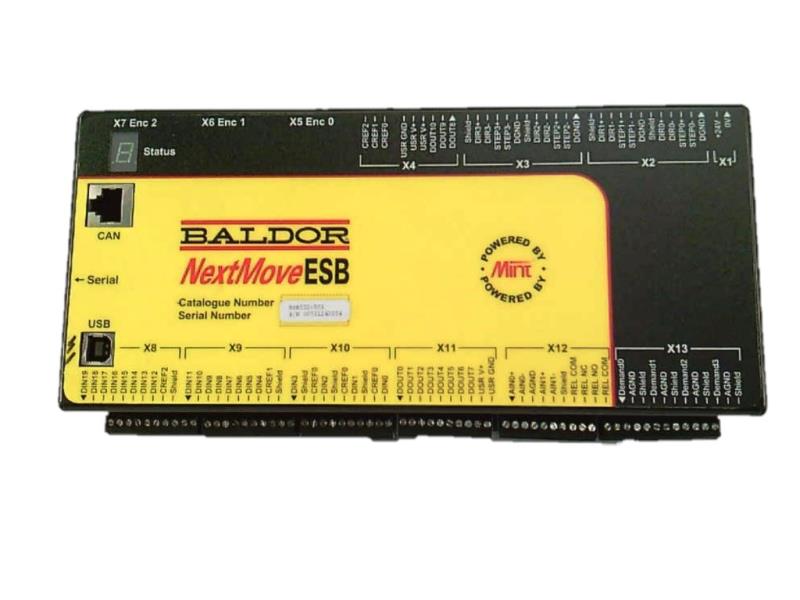 X7 Enc 2
X6 Enc 1
X5 Enc 0
CREF2
CREF1
CREF0
USR GND
USR V+
USR V+
DOUT10
DOUT9
DOUT8
Shield
DIR3+
DIR3-
STEP3+
STEP3-
DGND
Shield
DIR2+
DIR2-
STEP2+
STEP2-
DGND
Shield
DIR1+
DIR1-
STEP1+
STEP1-
DGND
Shield
DIR0+
DIR0-
STEP0+
STEP0-
DGND
+24V
0V
X4
X3
X2
X1
Status
CAN
Serial
USB
BALDOR
NextMove ESB
Catalogue Number
Serial Number
POWERED BY
Mint
POWERED BY
X8
X9
X10
X11
X12
X13
DIN19
DIN18
DIN17
DIN16
DIN15
DIN14
DIN13
DIN12
CREF2
Shield
DIN11
DIN10
DIN9
DIN8
DIN7
DIN6
DIN5
DIN4
CREF1
Shield
DIN3
Shield
CREF0
DIN2
Shield
CREF0
DIN1
Shield
CREF0
DIN0
DOUT0
DOUT1
DOUT2
DOUT3
DOUT4
DOUT5
DOUT6
DOUT7
USR V+
USR GND
AIN0+
AIN0-
AGND
AIN1+
AIN1-
Shield
REL COM
REL NC
REL NO
REL COM
Demand0
AGND
Shield
Demand1
AGND
Shield
Demand2
AGND
Shield
Demand3
AGND
Shield